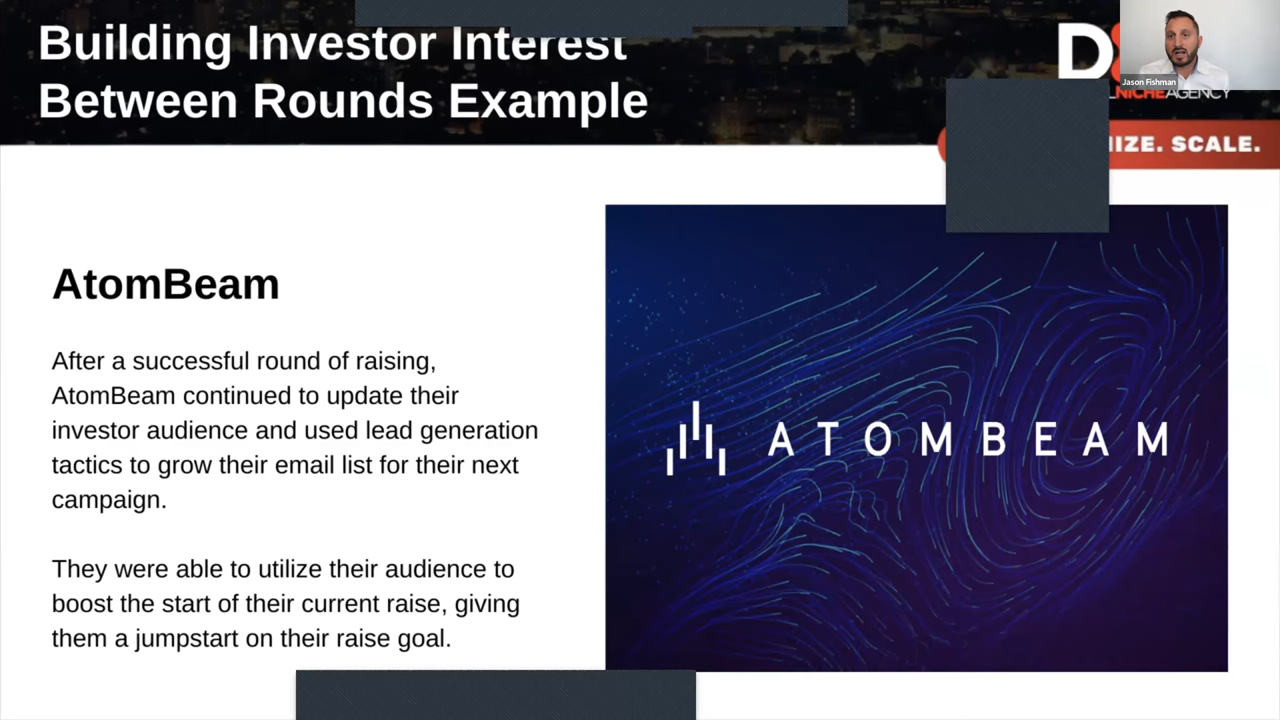 Building Investor Interest
Between Rounds Example
Jason Fishman
NICHEAGENCY
SCALE.
AtomBeam
After a successful round of raising,
AtomBeam continued to update their
investor audience and used lead generation
tactics to grow their email list for their next
campaign.
They were able to utilize their audience to
boost the start of their current raise, giving
them a jumpstart on their raise goal.
ATOMBEAM